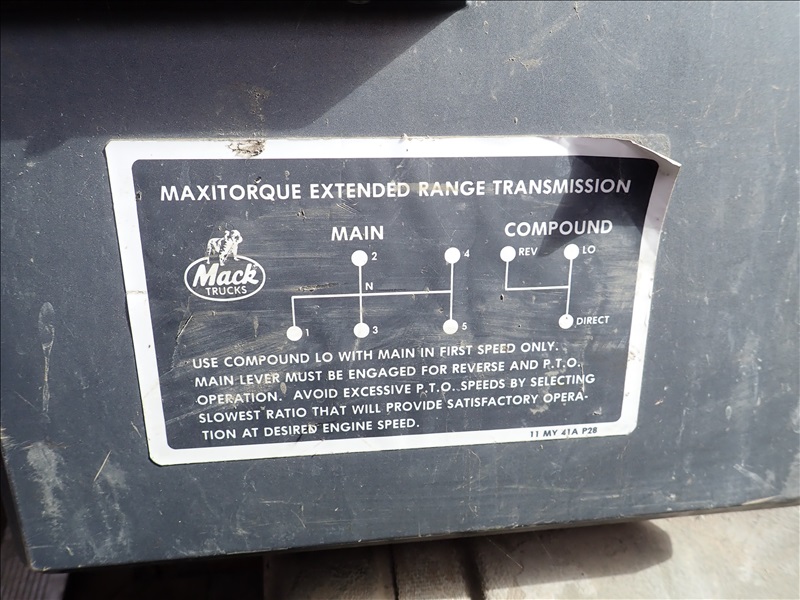 MAXITORQUE EXTENDED RANGE TRANSMISSION
MAIN
COMPOUND
2
4
REV
LO
Mack
TRUCKS
N
1
3
5
DIRECT
USE COMPOUND LO WITH MAIN IN FIRST SPEED ONLY.
MAIN LEVER MUST BE ENGAGED FOR REVERSE AND P.T.O.
OPERATION. AVOID EXCESSIVE P.T.O. SPEEDS BY SELECTING
SLOWEST RATIO THAT WILL PROVIDE SATISFACTORY OPERA-
TION AT DESIRED ENGINE SPEED.
11 MY 41A P28